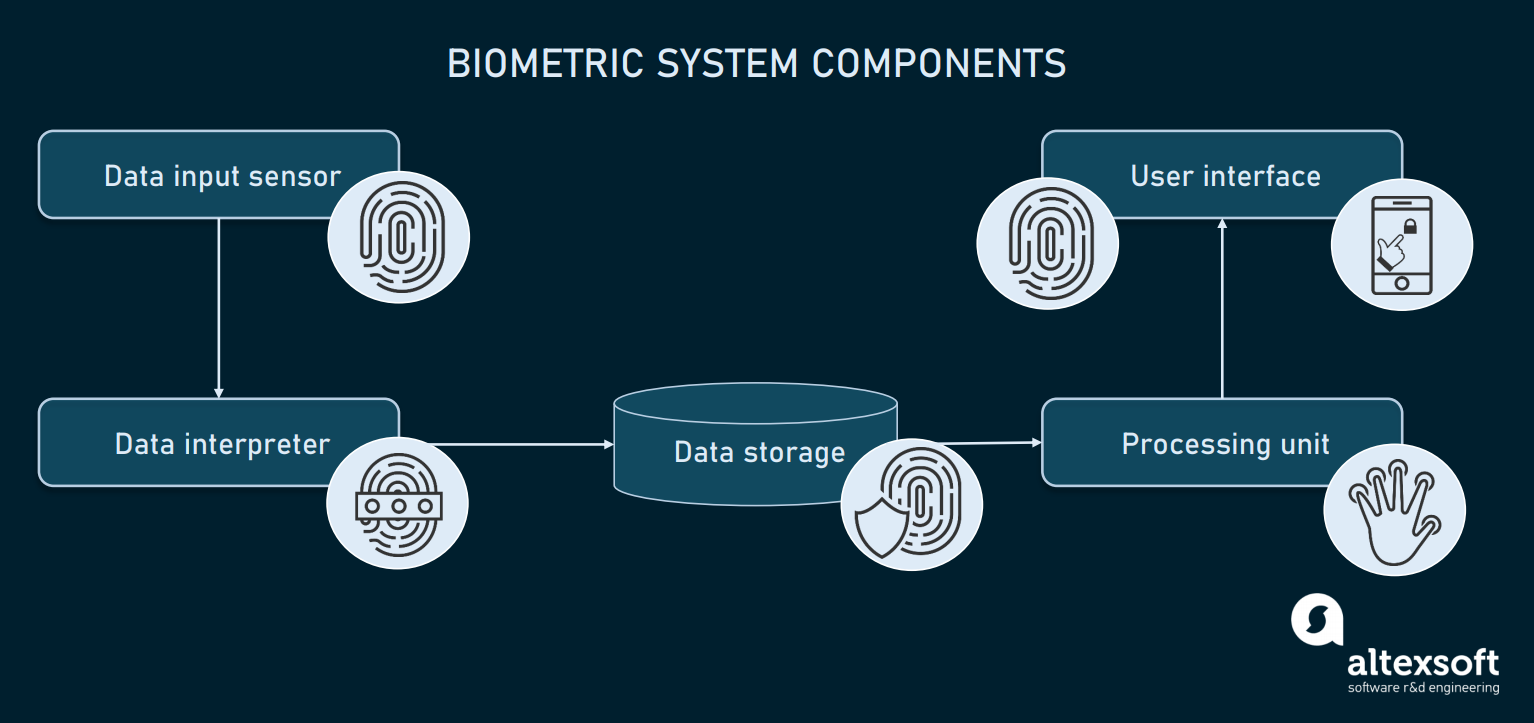 BIOMETRIC SYSTEM COMPONENTS
Data input sensor
User interface
Data interpreter
Data storage
Processing unit
altexsoft
software r&d engineering